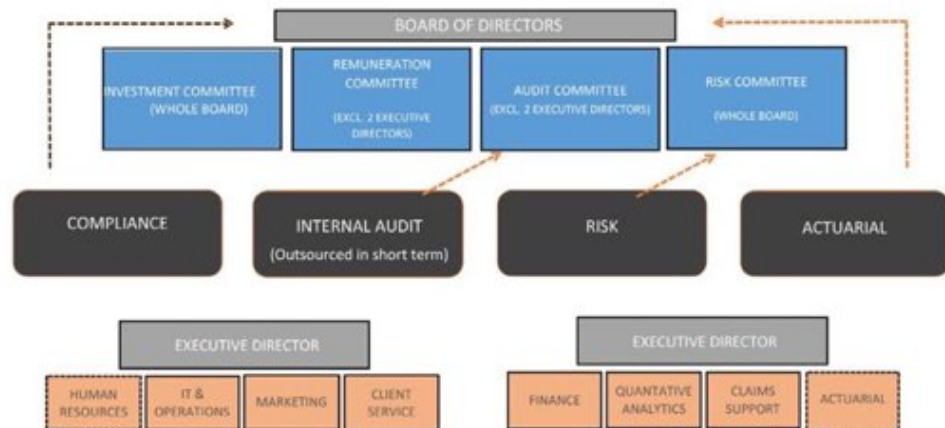 BOARD OF DIRECTORS
INVESTMENT COMMITTEE
(WHOLE BOARD)
REMUNERATION
COMMITTEE
(EXCL. 2 EXECUTIVE
DIRECTORS)
AUDIT COMMITTEE
(EXCL. 2 EXECUTIVE DIRECTORS)
RISK COMMITTEE
(WHOLE BOARD)
COMPLIANCE
INTERNAL AUDIT
(Outsourced in short term)
RISK
ACTUARIAL
EXECUTIVE DIRECTOR
HUMAN
RESOURCES
IT &
OPERATIONS
MARKETING
CLIENT
SERVICE
EXECUTIVE DIRECTOR
FINANCE
QUANTATIVE
ANALYTICS
CLAIMS
SUPPORT
ACTUARIAL